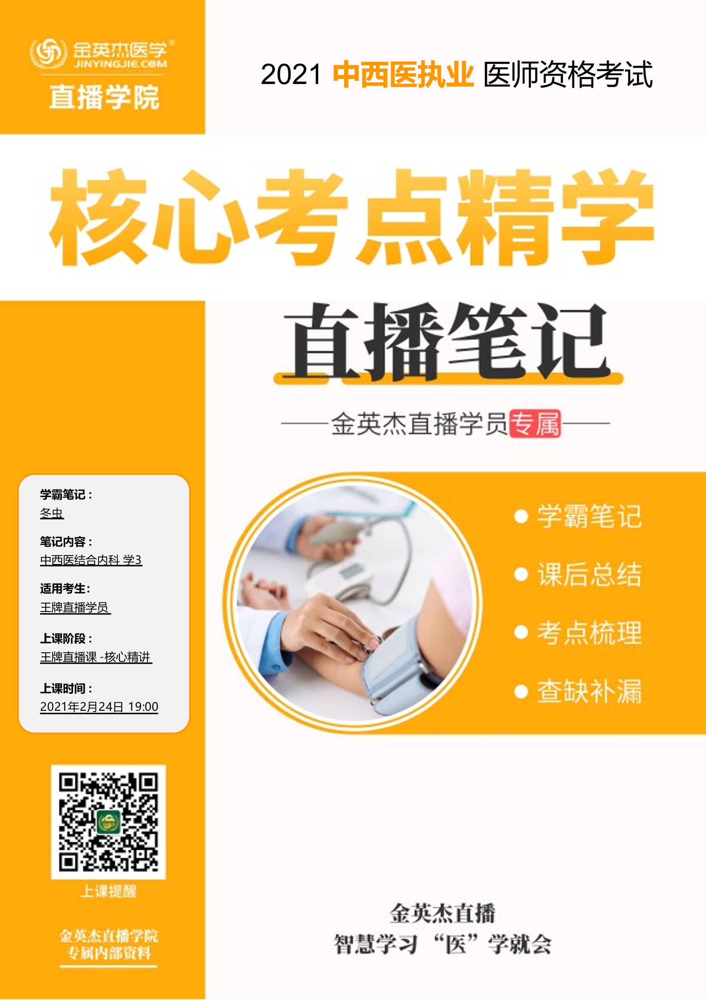 金英杰医学®
JINYINGJIE.COM
直播学院
2021 中西医执业 医师资格考试
核心考点精学
直播笔记
金英杰直播学员专属
学霸笔记：
冬虫
笔记内容：
中西医结合内科 学3
适用考生：
王牌直播学员
上课阶段：
王牌直播课 -核心精讲
上课时间：
2021年2月24日 19:00
学霸笔记
课后总结
考点梳理
查缺补漏
上课提醒
金英杰直播学院
专属内部资料
金英杰直播
智慧学习 “医”学就会